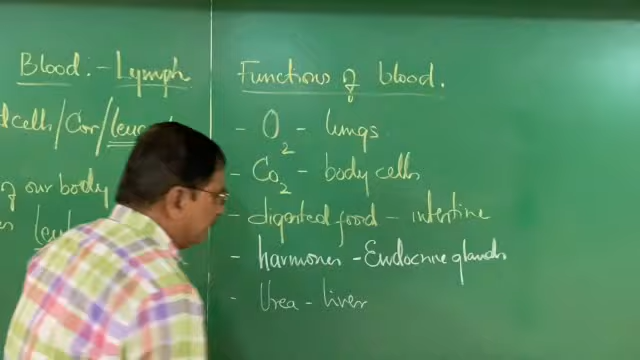 Blood :- Lymph
cells/Cor/
of our body
Functions of blood.
- O2 - lungs
- Co2 - body cells
- digested food - intestine
- harmones - Endocrine glands
- Urea - liver